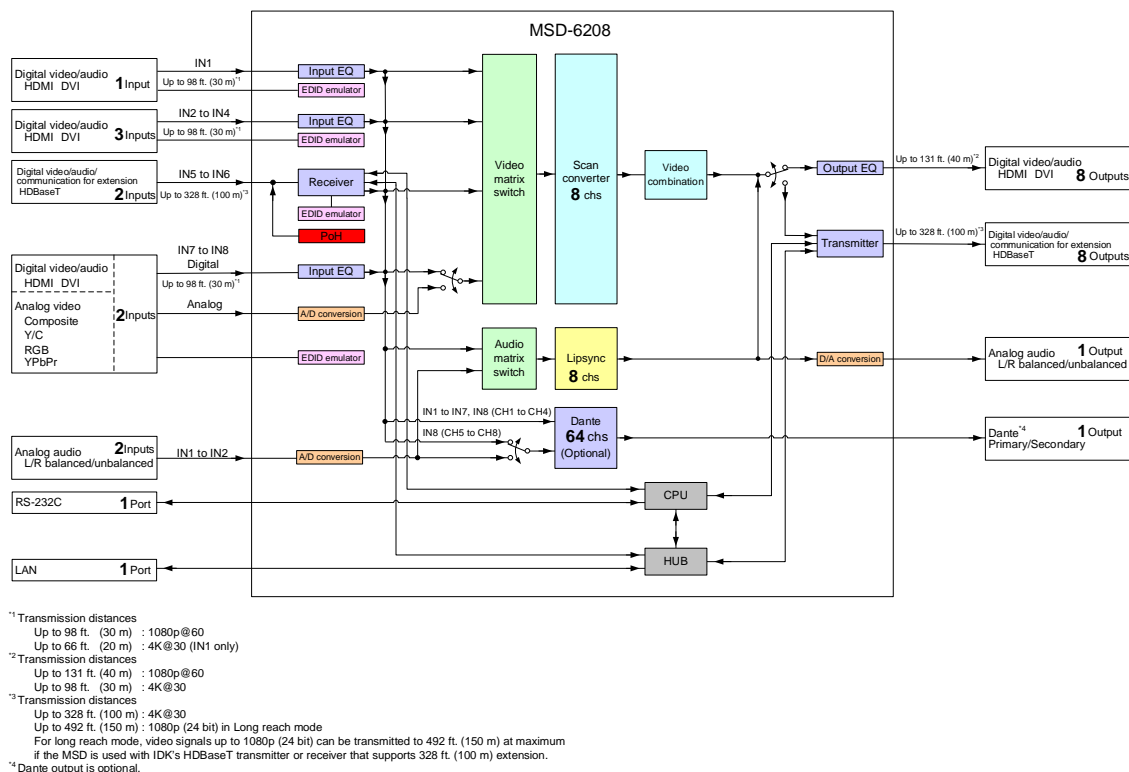 MSD-6208
Digital video/audio
HDMI DVI
1 Input
IN1
Up to 98 ft. (30 m)*1
Input EQ
EDID emulator
Digital video/audio
HDMI DVI
3 Inputs
IN2 to IN4
Up to 98 ft. (30 m)*1
Input EQ
EDID emulator
Digital video/audio/
communication for extension
HDBaseT
2 Inputs
IN5 to IN6
Up to 328 ft. (100 m)*3
Receiver
EDID emulator
PoH
Digital video/audio
HDMI DVI
Analog video
Composite
Y/C
RGB
YPbPr
2 Inputs
IN7 to IN8
Digital
Up to 98 ft. (30 m)*1
Analog
Input EQ
A/D conversion
EDID emulator
Video
matrix
switch
Scan
converter
8 chs
Video
combination
Output EQ
Up to 131 ft. (40 m)*2
Digital video/audio
HDMI DVI
8 Outputs
Transmitter
Up to 328 ft. (100 m)*3
Digital video/audio/
communication for extension
HDBaseT
8 Outputs
Audio
matrix
switch
Lipsync
8 chs
D/A conversion
Analog audio
1 Output
L/R balanced/unbalanced
IN1 to IN7, IN8 (CH1 to CH4)
IN8 (CH5 to CH8)
Dante
64 chs
(Optional)
Dante*4
1 Output
Primary/Secondary
Analog audio
2 Inputs
L/R balanced/unbalanced
IN1 to IN2
A/D conversion
RS-232C
1 Port
CPU
LAN
1 Port
HUB
*1 Transmission distances
Up to 98 ft. (30 m) : 1080p@60
Up to 66 ft. (20 m) : 4K@30 (IN1 only)
*2 Transmission distances
Up to 131 ft. (40 m) : 1080p@60
Up to 98 ft. (30 m) : 4K@30
*3 Transmission distances
Up to 328 ft. (100 m) : 4K@30
Up to 492 ft. (150 m) : 1080p (24 bit) in Long reach mode
For long reach mode, video signals up to 1080p (24 bit) can be transmitted to 492 ft. (150 m) at maximum
if the MSD is used with IDK's HDBaseT transmitter or receiver that supports 328 ft. (100 m) extension.
*4 Dante output is optional.